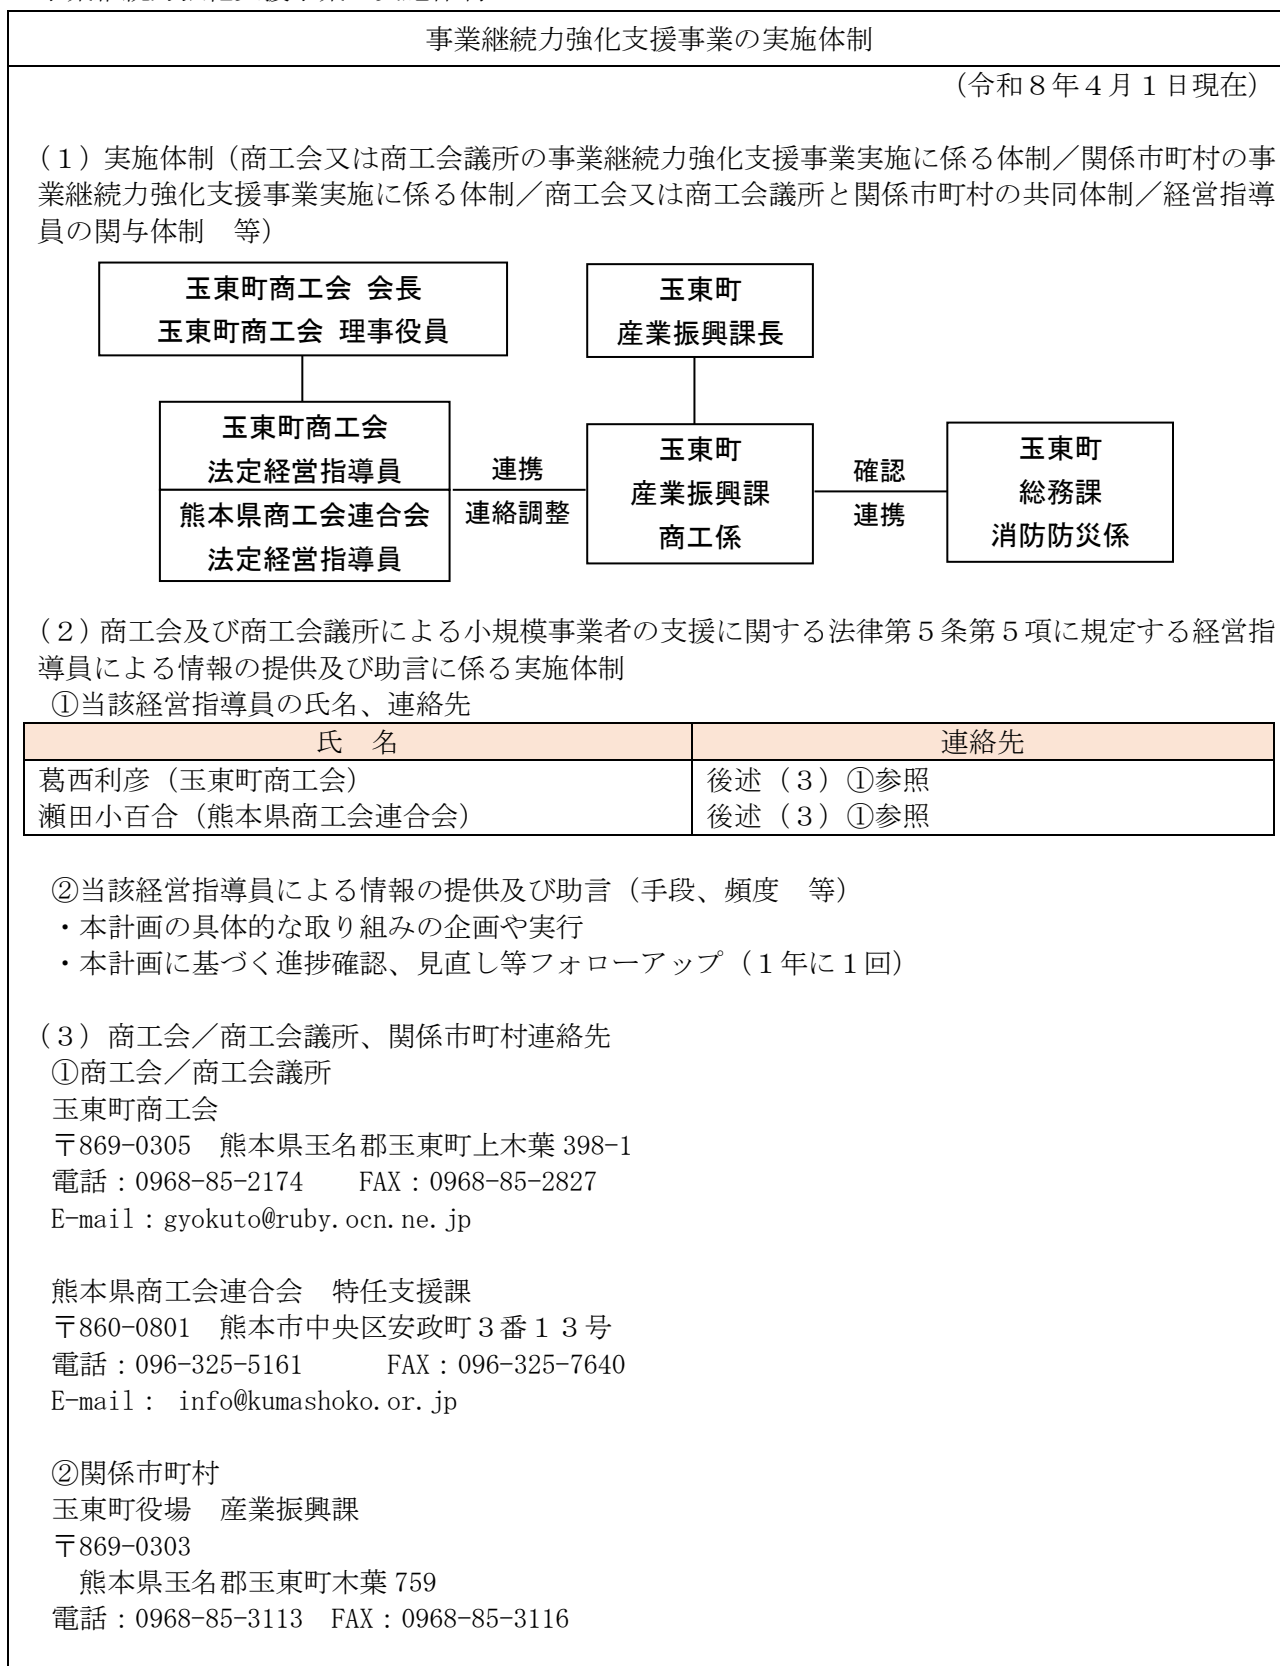 事業継続力強化支援事業の実施体制
（令和８年４月１日現在）
（１）実施体制（商工会又は商工会議所の事業継続力強化支援事業実施に係る体制／関係市町村の事
業継続力強化支援事業実施に係る体制／商工会又は商工会議所と関係市町村の共同体制／経営指導
員の関与体制　等）
玉東町商工会 会長
玉東町商工会 理事役員
玉東町
産業振興課長
玉東町商工会
法定経営指導員
熊本県商工会連合会
法定経営指導員
連携
連絡調整
玉東町
産業振興課
商工係
確認
連携
玉東町
総務課
消防防災係
（２）商工会及び商工会議所による小規模事業者の支援に関する法律第５条第５項に規定する経営指
導員による情報の提供及び助言に係る実施体制
①当該経営指導員の氏名、連絡先
氏　名　連絡先
葛西利彦（玉東町商工会）　後述（３）①参照
瀬田小百合（熊本県商工会連合会）　後述（３）①参照
②当該経営指導員による情報の提供及び助言（手段、頻度　等）
・本計画の具体的な取り組みの企画や実行
・本計画に基づく進捗確認、見直し等フォローアップ（１年に１回）
（３）商工会／商工会議所、関係市町村連絡先
①商工会／商工会議所
玉東町商工会
〒869-0305　熊本県玉名郡玉東町上木葉 398-1
電話：0968-85-2174　　FAX：0968-85-2827
E-mail：gyokuto@ruby.ocn.ne.jp
熊本県商工会連合会　特任支援課
〒860-0801　熊本市中央区安政町３番１３号
電話：096-325-5161　　　FAX：096-325-7640
E-mail： info@kumashoko.or.jp
②関係市町村
玉東町役場　産業振興課
〒869-0303
熊本県玉名郡玉東町木葉 759
電話：0968-85-3113　FAX：0968-85-3116